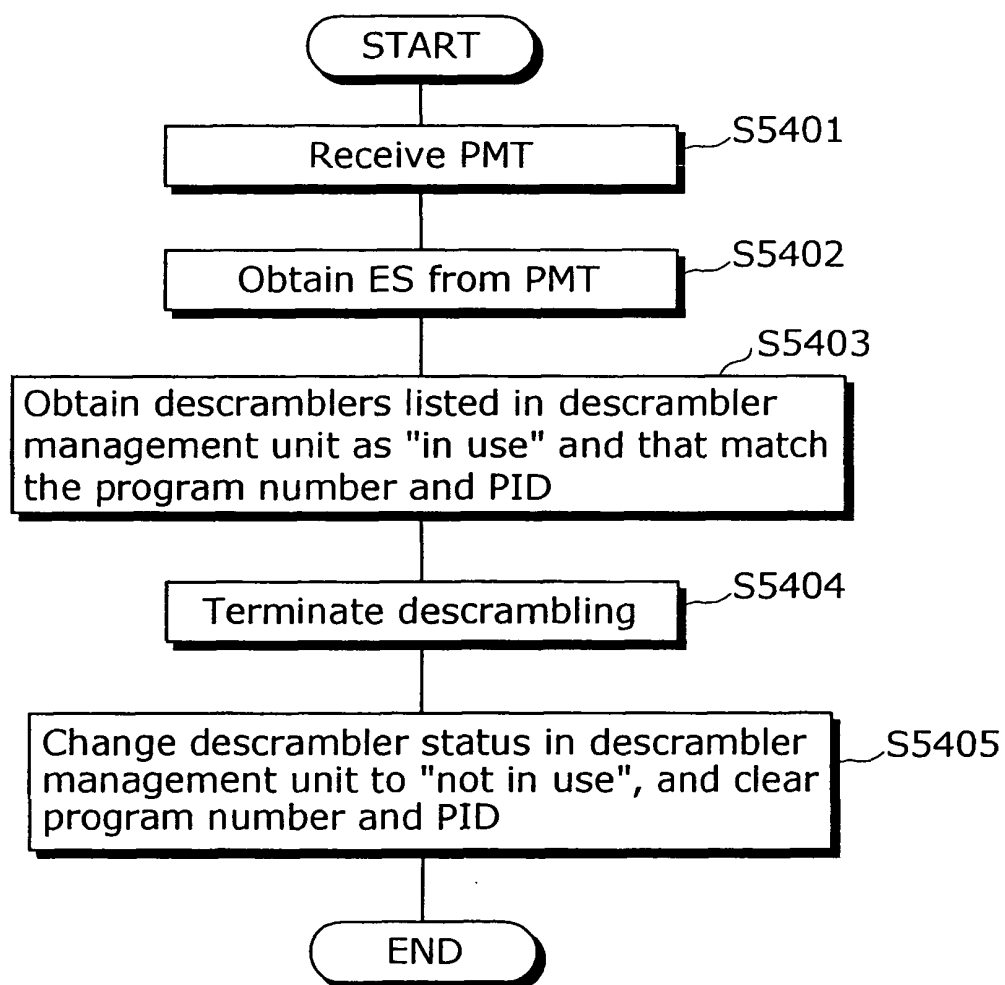 START
S5401
Receive PMT
S5402
Obtain ES from PMT
S5403
Obtain descramblers listed in descrambler
management unit as "in use" and that match
the program number and PID
S5404
Terminate descrambling
S5405
Change descrambler status in descrambler
management unit to "not in use", and clear
program number and PID
END